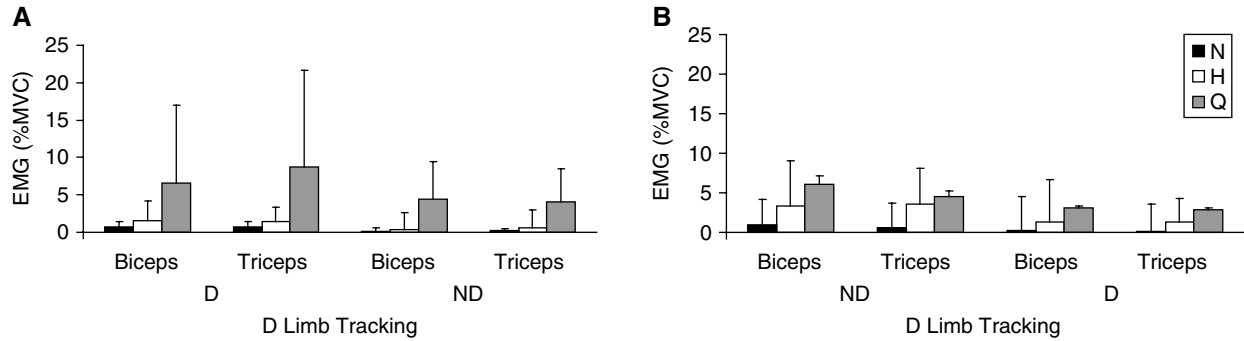 A
EMG (%MVC)
25
20
15
10
5
0
Biceps Triceps Biceps Triceps
D ND
D Limb Tracking
B
EMG (%MVC)
25
20
15
10
5
0
N
H
Q
Biceps Triceps Biceps Triceps
ND D
D Limb Tracking